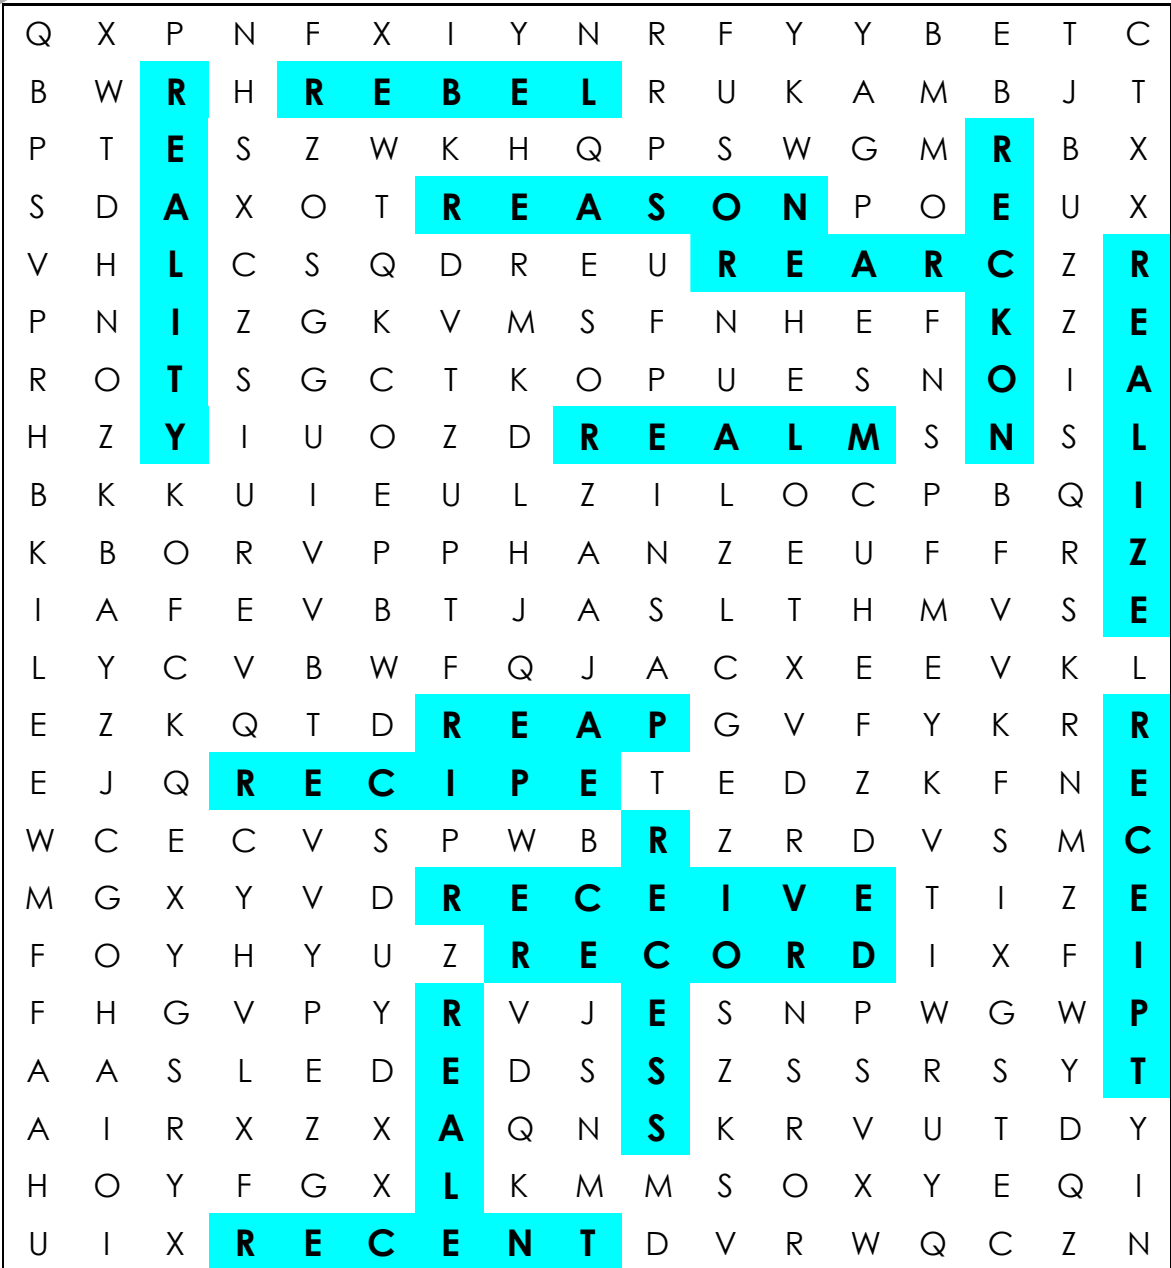 Q X P N F X I Y N R F Y Y B E T C
B W R H R E B E L R U K A M B J T
P T E S Z W K H Q P S W G M R B X
S D A X O T R E A S O N P O E U X
V H L C S Q D R E U R E A R C Z R
P N I Z G K V M S F N H E F K Z E
R O T S G C T K O P U E S N O I A
H Z Y I U O Z D R E A L M S N S L
B K K U I E U L Z I L O C P B Q I
K B O R V P P H A N Z E U F F R Z
I A F E V B T J A S L T H M V S E
L Y C V B W F Q J A C X E E V K L
E Z K Q T D R E A P G V F Y K R R
E J Q R E C I P E T E D Z K F N E
W C E C V S P W B R Z R D V S M C
M G X Y V D R E C E I V E T I Z E
F O Y H Y U Z R E C O R D I X F I
F H G V P Y R V J E S N P W G W P
A A S L E D E D S S Z S S R S Y T
A I R X Z X A Q N S K R V U T D Y
H O Y F G X L K M M S O X Y E Q I
U I X R E C E N T D V R W Q C Z N